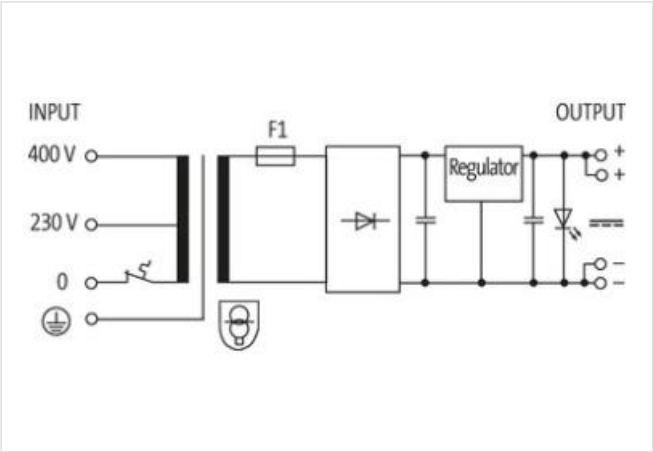 INPUT
OUTPUT
F1
400 V
+
Regulator
+
230 V
0
−
−